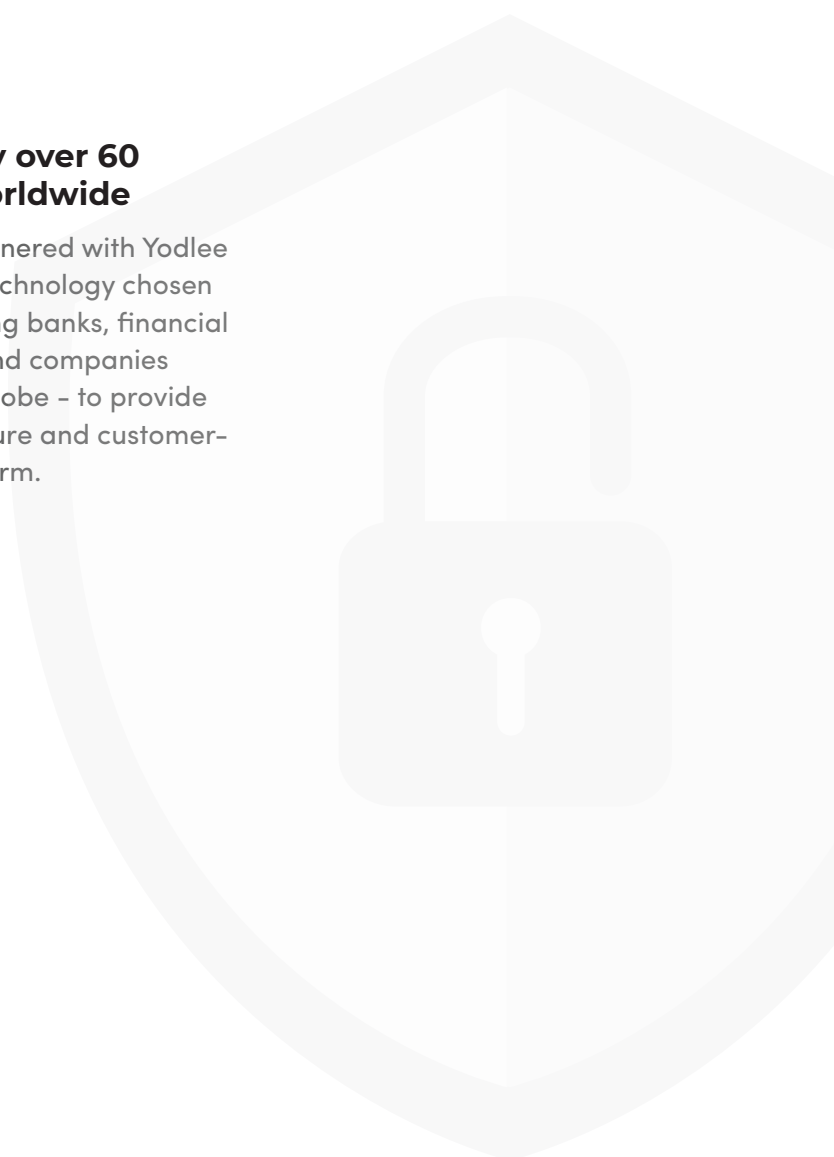 over 60
orldwide
nered with Yodlee
chnology chosen
g banks, financial
nd companies
obe - to provide
ure and customer-
rm.